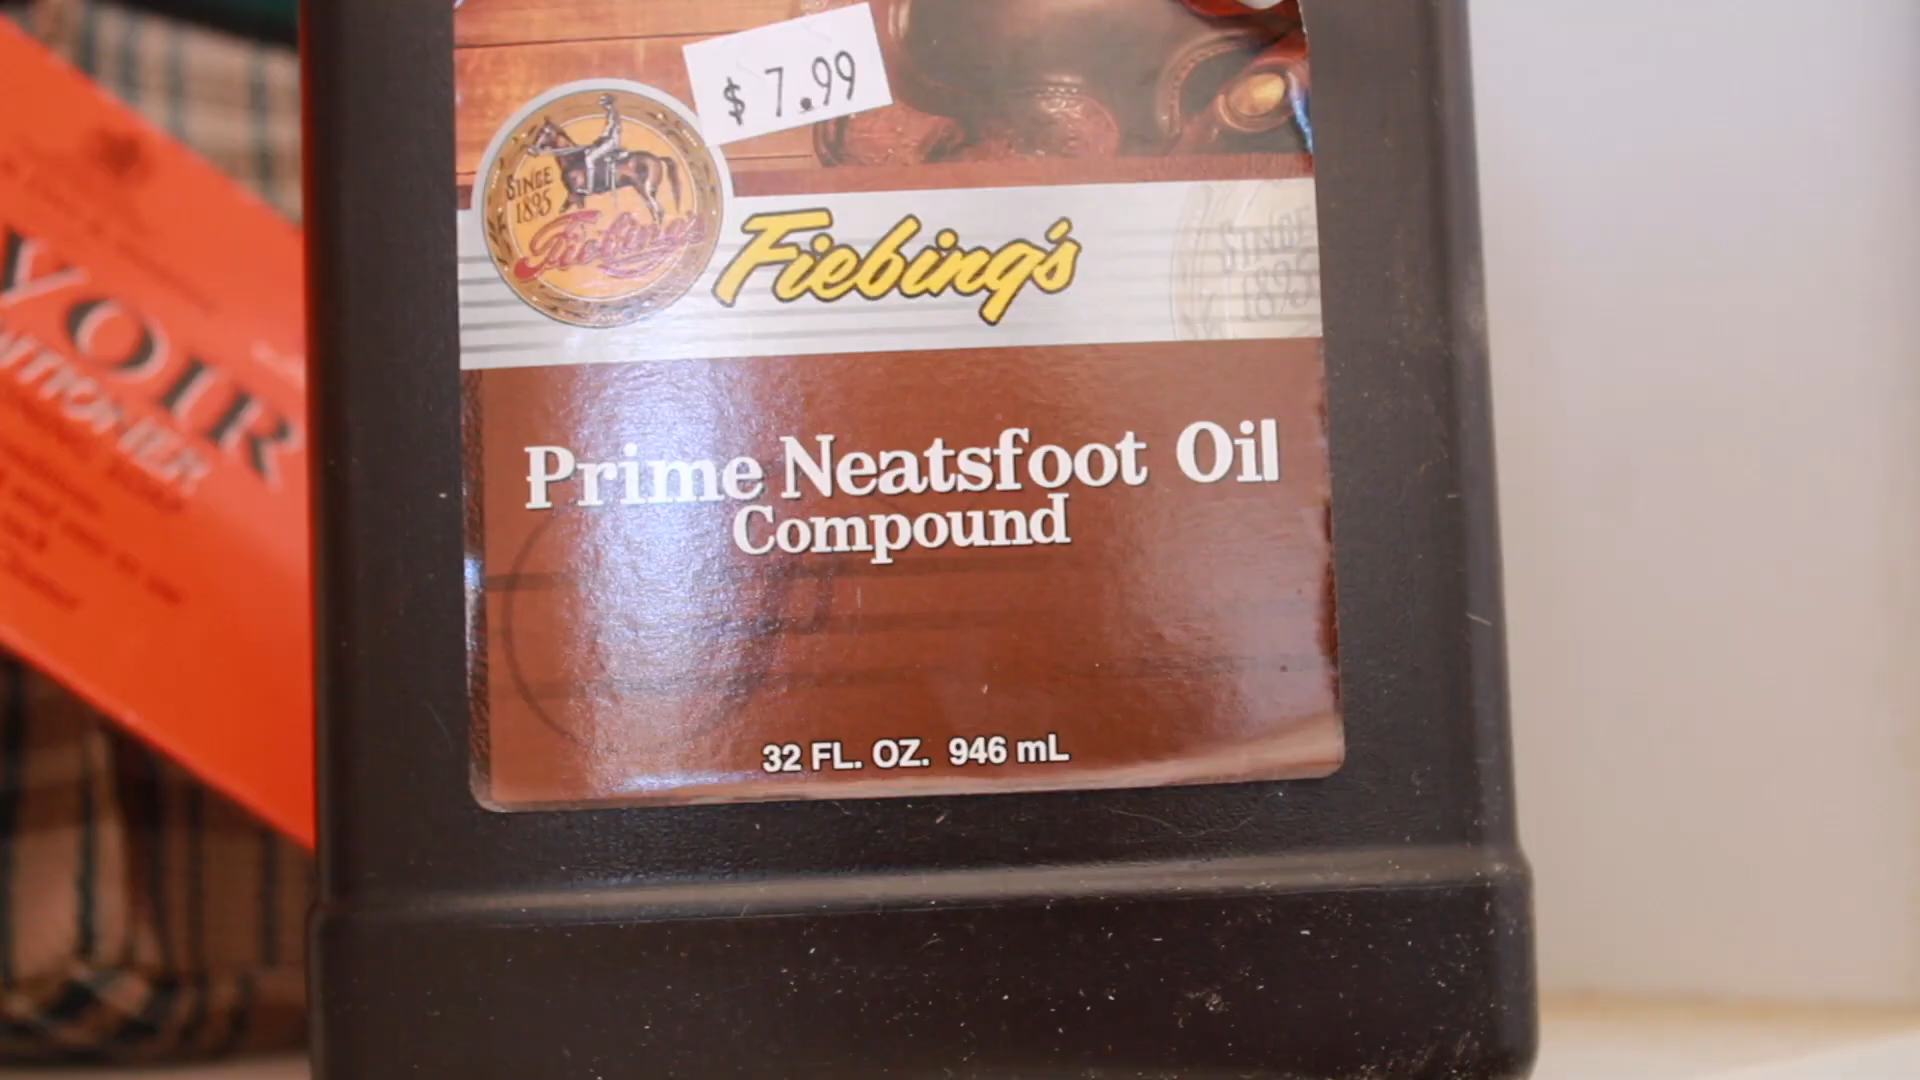 $ 7.99
SINCE
1895
Fiebing's
Fiebing's
SINCE
1895
Prime Neatsfoot Oil
Compound
32 FL. OZ. 946 mL
VOIR